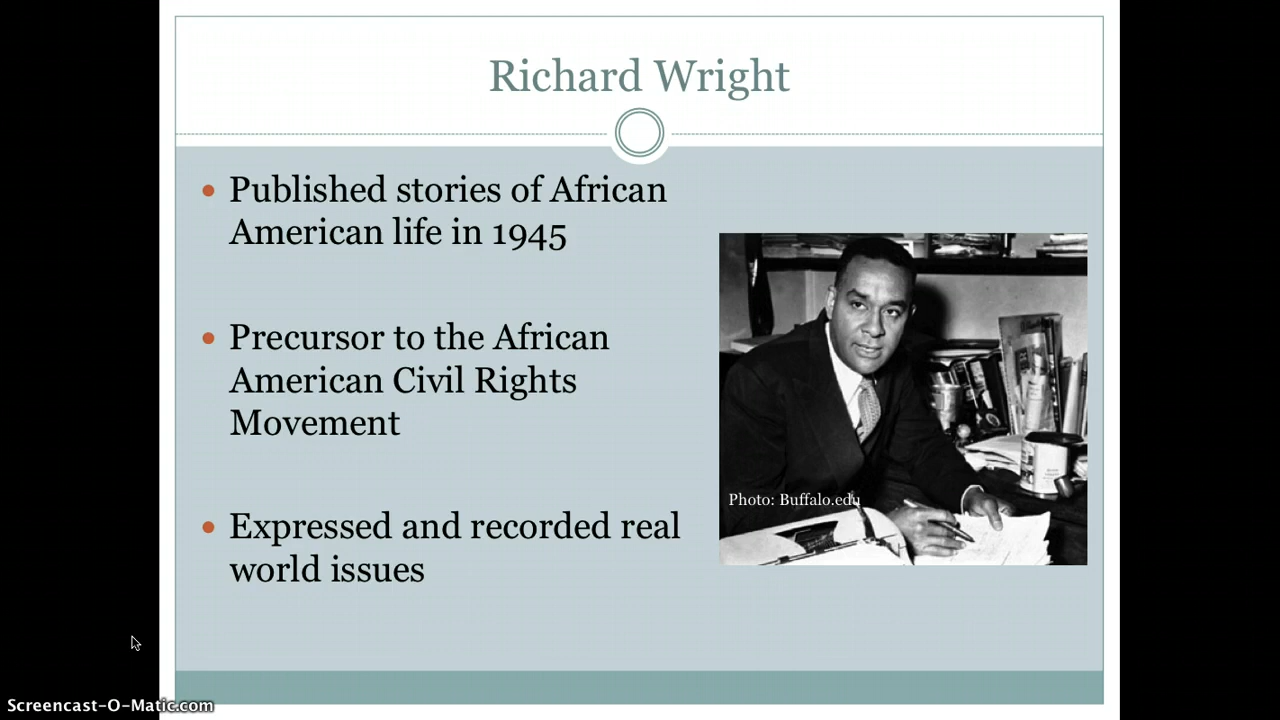 Richard Wright
• Published stories of African
American life in 1945
• Precursor to the African
American Civil Rights
Movement
• Expressed and recorded real
world issues
Photo: Buffalo.edu
Screencast-O-Matic.com